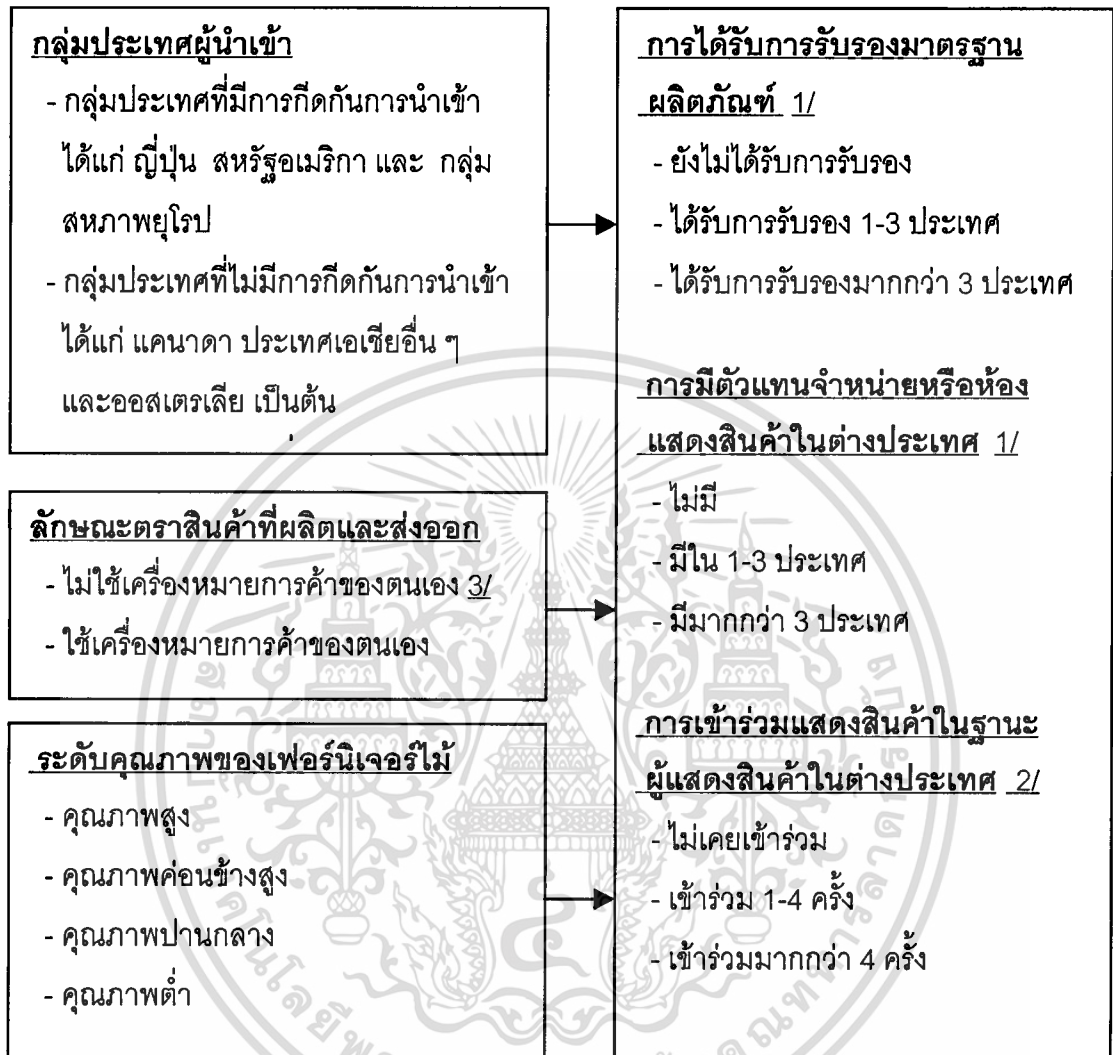 กลุ่มประเทศผู้นำเข้า
- กลุ่มประเทศที่มีการกีดกันการนำเข้า
ได้แก่ ญี่ปุ่น สหรัฐอเมริกา และ กลุ่ม
สหภาพยุโรป
- กลุ่มประเทศที่ไม่มีการกีดกันการนำเข้า
ได้แก่ แคนาดา ประเทศเอเชียอื่น ๆ
และออสเตรเลีย เป็นต้น
ลักษณะตราสินค้าที่ผลิตและส่งออก
- ไม่ใช้เครื่องหมายการค้าของตนเอง 3/
- ใช้เครื่องหมายการค้าของตนเอง
ระดับคุณภาพของเฟอร์นิเจอร์ไม้
- คุณภาพสูง
- คุณภาพค่อนข้างสูง
- คุณภาพปานกลาง
- คุณภาพต่ำ
การได้รับการรับรองมาตรฐาน
ผลิตภัณฑ์ 1/
- ยังไม่ได้รับการรับรอง
- ได้รับการรับรอง 1-3 ประเทศ
- ได้รับการรับรองมากกว่า 3 ประเทศ
การมีตัวแทนจำหน่ายหรือห้อง
แสดงสินค้าในต่างประเทศ 1/
- ไม่มี
- มีใน 1-3 ประเทศ
- มีมากกว่า 3 ประเทศ
การเข้าร่วมแสดงสินค้าในฐานะ
ผู้แสดงสินค้าในต่างประเทศ 2/
- ไม่เคยเข้าร่วม
- เข้าร่วม 1-4 ครั้ง
- เข้าร่วมมากกว่า 4 ครั้ง